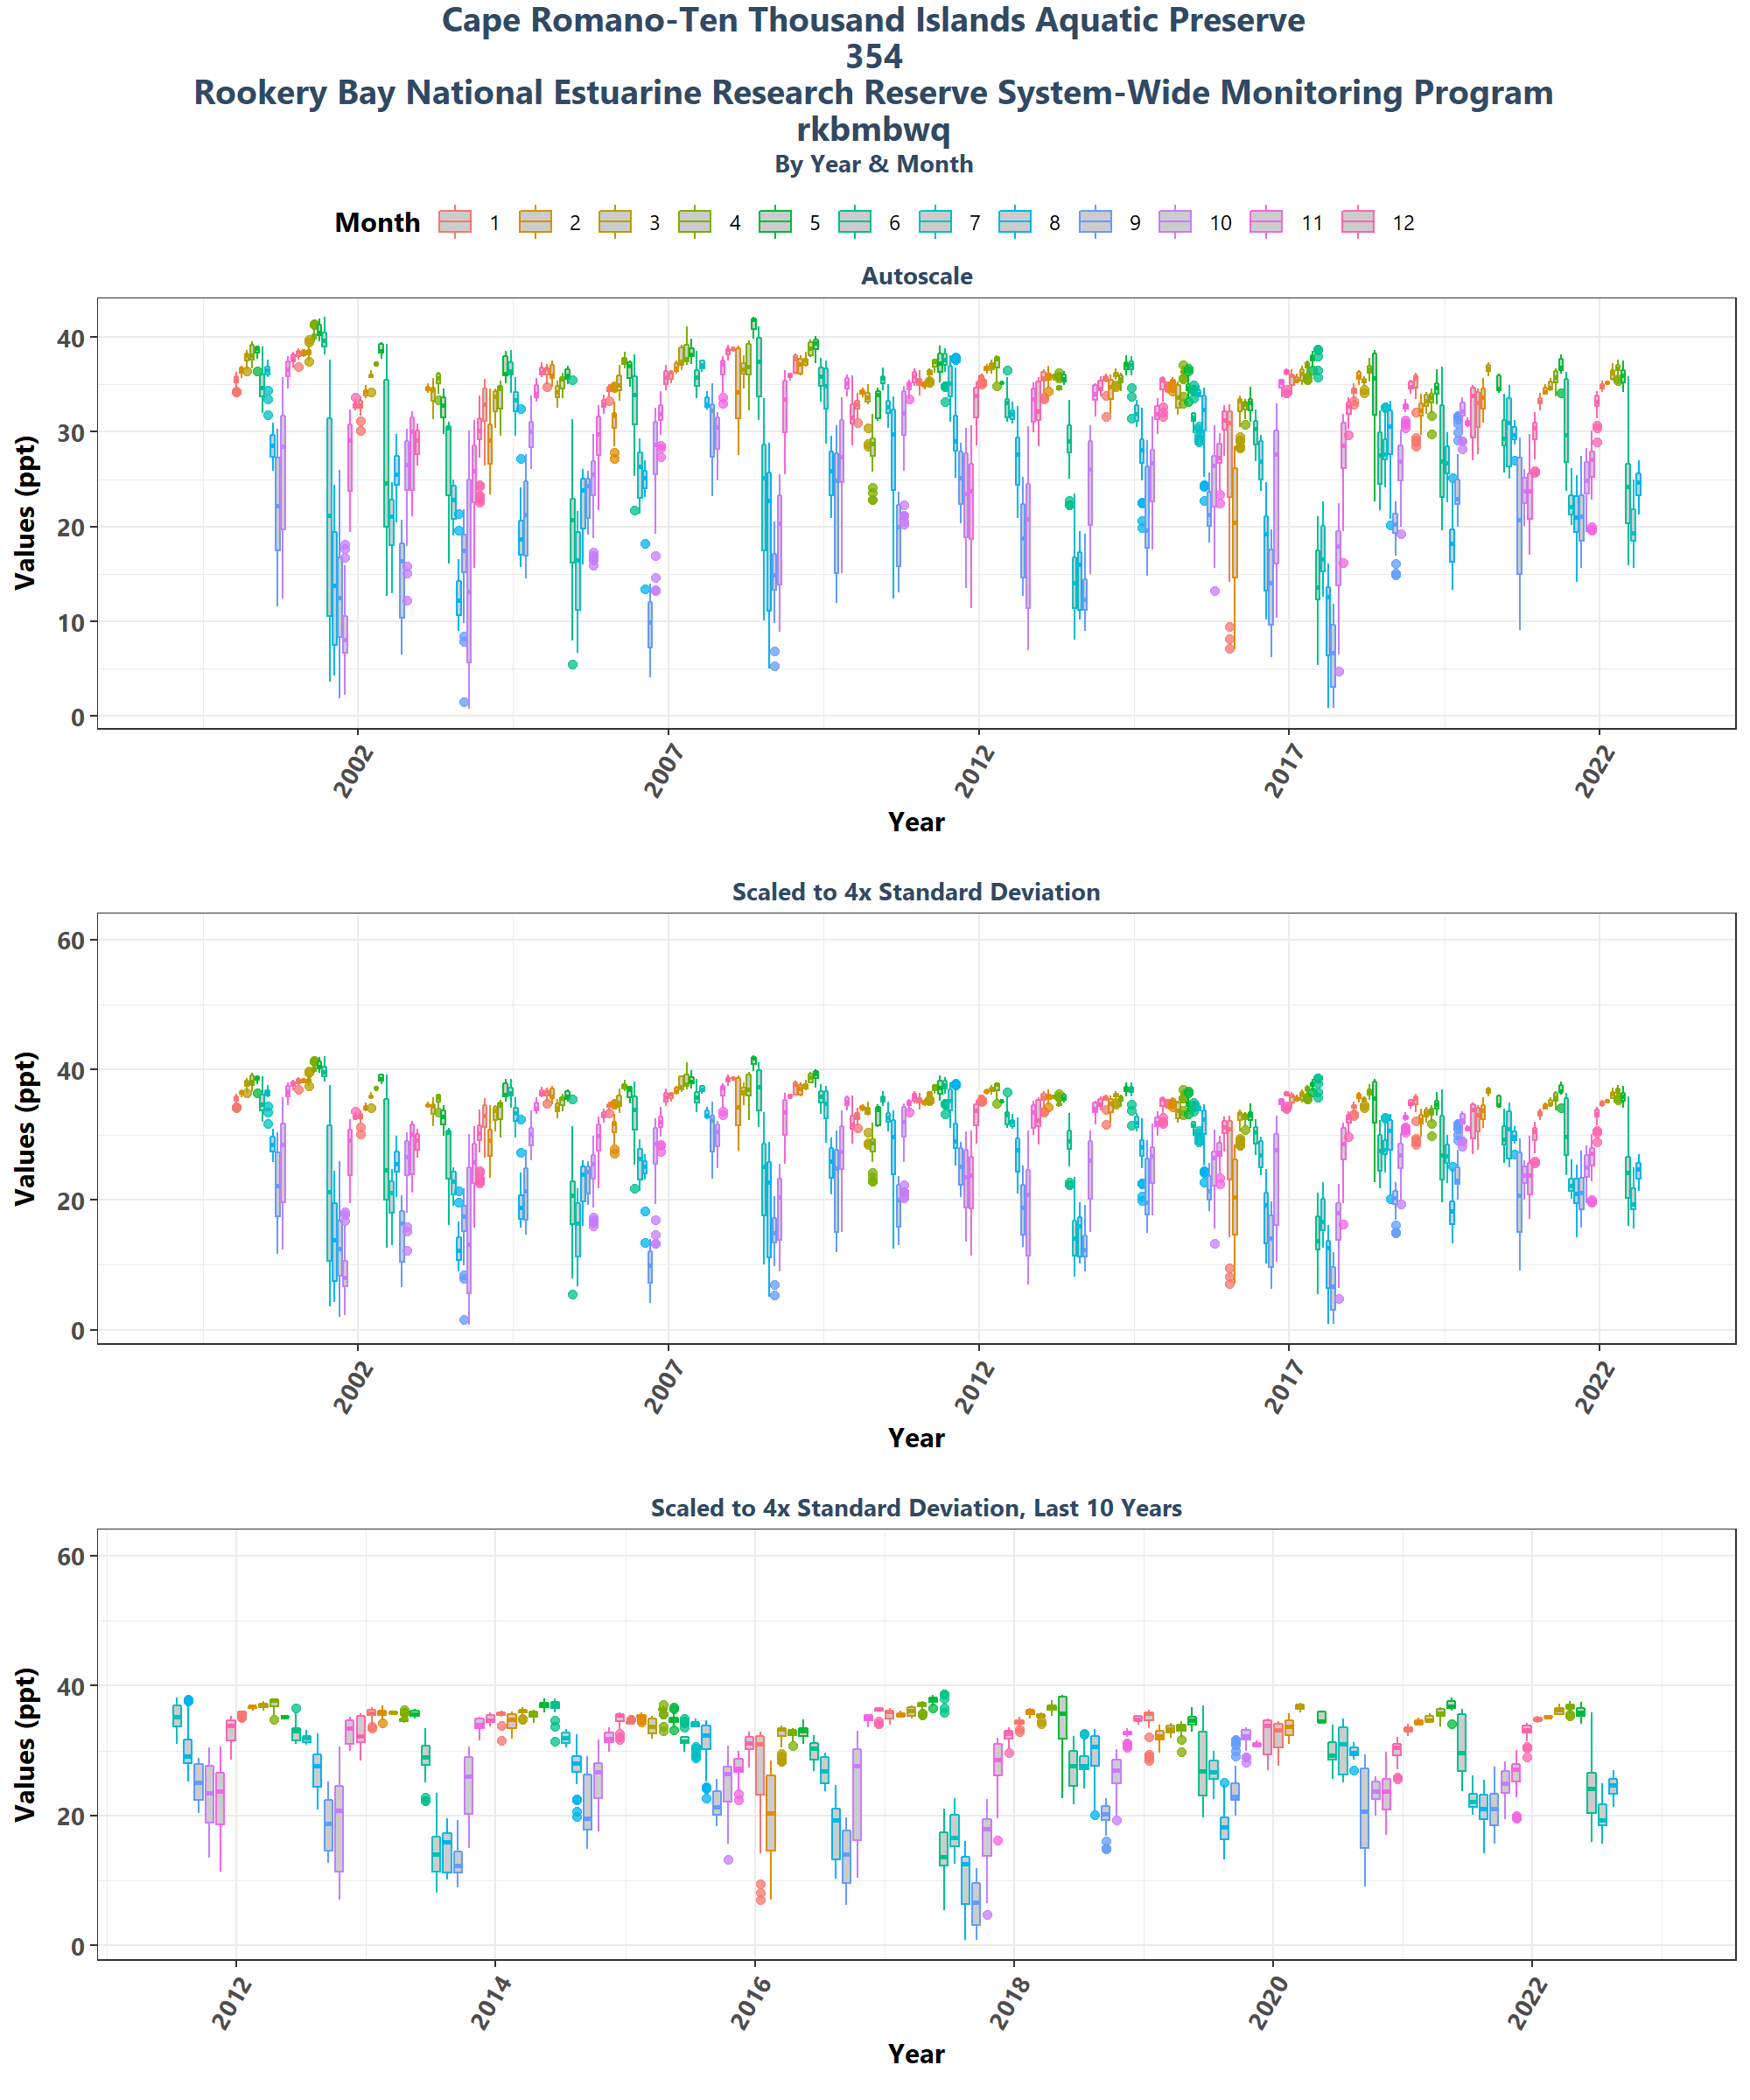 Cape Romano-Ten Thousand Islands Aquatic Preserve
354
Rookery Bay National Estuarine Research Reserve System-Wide Monitoring Program
rkbmbwq
By Year & Month
Month 1 2 3 4 5 6 7 8 9 10 11 12
Autoscale
Values (ppt)
40
30
20
10
0
2002 2007 2012 2017 2022
Year
Scaled to 4x Standard Deviation
Values (ppt)
60
40
20
0
2002 2007 2012 2017 2022
Year
Scaled to 4x Standard Deviation, Last 10 Years
Values (ppt)
60
40
20
0
2012 2014 2016 2018 2020 2022
Year